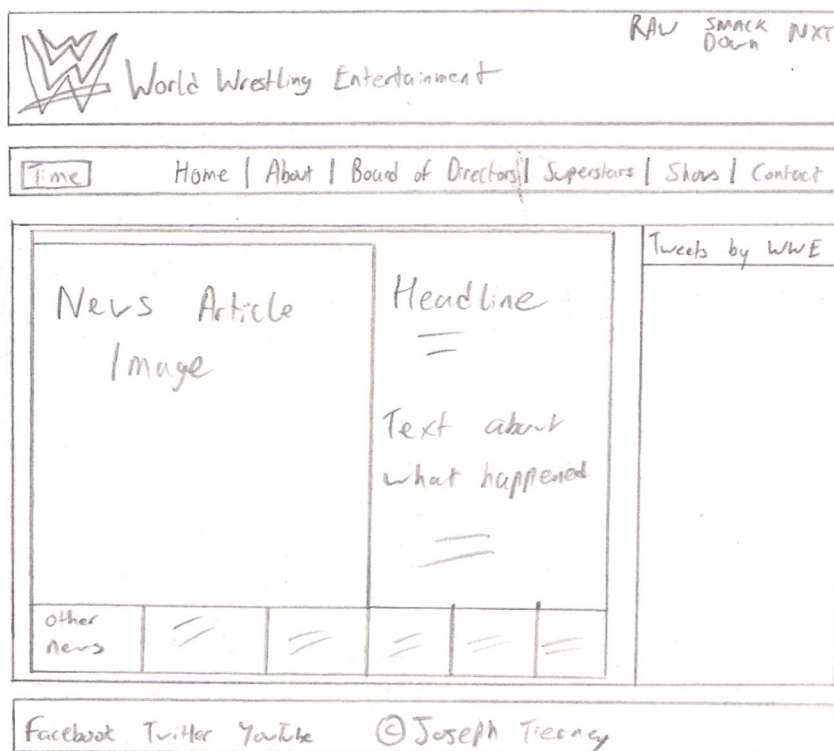 RAW SMACK DOWN NXT
WW World Wrestling Entertainment
Time Home | About | Board of Directors | Superstars | Shows | Contact
Tweets by WWE
News Article
Image
Headline
Text about
what happened
other
news
Facebook Twitter YouTube © Joseph Tierney